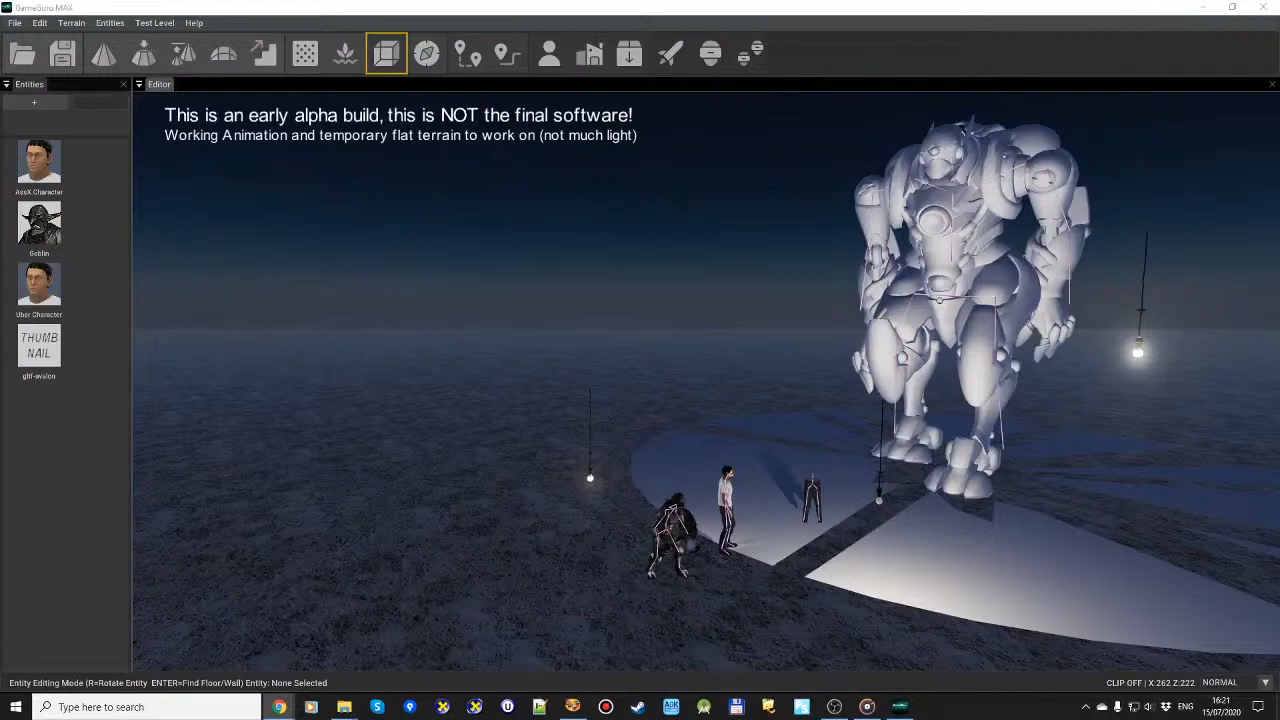 GameGuru MAX
File Edit Terrain Entities Test Level Help
Entities
Editor
+
This is an early alpha build, this is NOT the final software!
Working Animation and temporary flat terrain to work on (not much light)
AssX Character
Goblin
Uber Character
THUMB
NAIL
gltf-avalon
Entity Editing Mode (R=Rotate Entity ENTER=Find Floor/Wall) Entity: None Selected
CLIP OFF | X:262 Z:222 NORMAL
Type here to search
ENG
16:21
15/07/2020